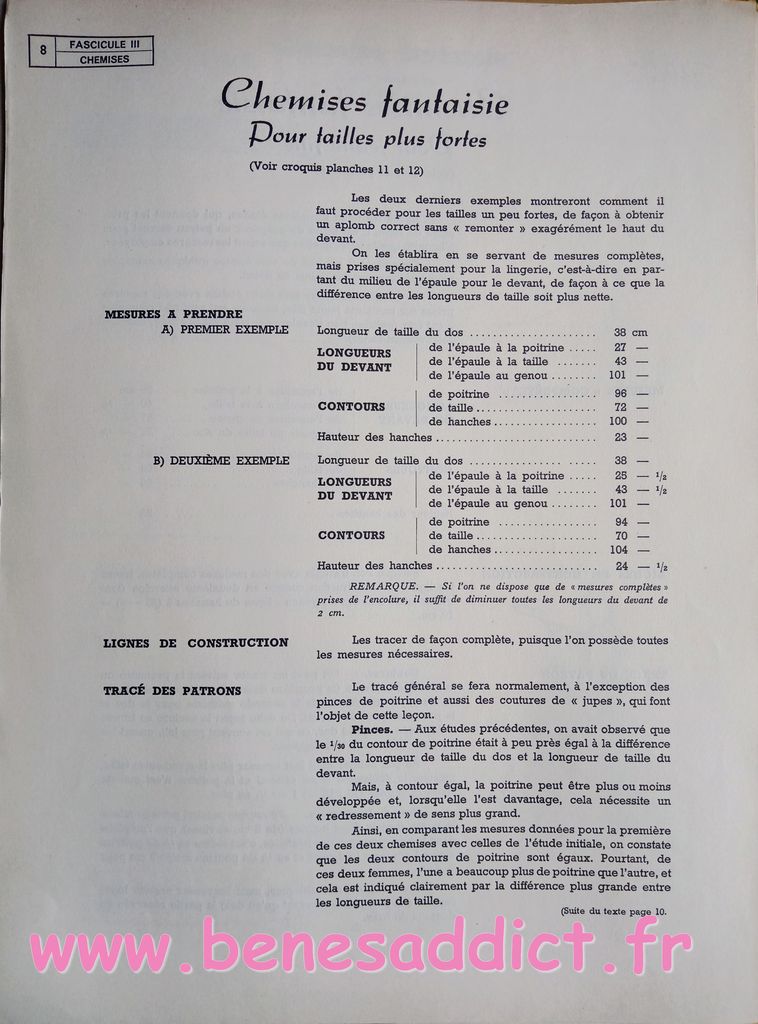 8
FASCICULE III
CHEMISES
Chemises fantaisie
Pour tailles plus fortes
(Voir croquis planches 11 et 12)
Les deux derniers exemples montreront comment il
faut procéder pour les tailles un peu fortes, de façon à obtenir
un aplomb correct sans « remonter » exagérément le haut du
devant.
On les établira en se servant de mesures complètes,
mais prises spécialement pour la lingerie, c'est-à-dire en par-
tant du milieu de l'épaule pour le devant, de façon à ce que la
différence entre les longueurs de taille soit plus nette.
MESURES A PRENDRE
A) PREMIER EXEMPLE
Longueur de taille du dos ...................... 38 cm
LONGUEURS
DU DEVANT
de l'épaule à la poitrine ..... 27 —
de l'épaule à la taille ....... 43 —
de l'épaule au genou ........ 101 —
CONTOURS
de poitrine ................. 96 —
de taille ..................... 72 —
de hanches .................. 100 —
Hauteur des hanches ............................ 23 —
B) DEUXIÈME EXEMPLE
Longueur de taille du dos ...................... 38 —
LONGUEURS
DU DEVANT
de l'épaule à la poitrine ..... 25 — 1/2
de l'épaule à la taille ....... 43 — 1/2
de l'épaule au genou ........ 101 —
CONTOURS
de poitrine ................. 94 —
de taille ..................... 70 —
de hanches .................. 104 —
Hauteur des hanches ............................ 24 — 1/2
REMARQUE. — Si l'on ne dispose que de « mesures complètes »
prises de l'encolure, il suffit de diminuer toutes les longueurs du devant de
2 cm.
LIGNES DE CONSTRUCTION
Les tracer de façon complète, puisque l'on possède toutes
les mesures nécessaires.
TRACÉ DES PATRONS
Le tracé général se fera normalement, à l'exception des
pinces de poitrine et aussi des coutures de « jupes », qui font
l'objet de cette leçon.
Pinces. — Aux études précédentes, on avait observé que
le 1/30 du contour de poitrine était à peu près égal à la différence
entre la longueur de taille du dos et la longueur de taille du
devant.
Mais, à contour égal, la poitrine peut être plus ou moins
développée et, lorsqu'elle l'est davantage, cela nécessite un
« redressement » de sens plus grand.
Ainsi, en comparant les mesures données pour la première
de ces deux chemises avec celles de l'étude initiale, on constate
que les deux contours de poitrine sont égaux. Pourtant, de
ces deux femmes, l'une a beaucoup plus de poitrine que l'autre, et
cela est indiqué clairement par la différence plus grande entre
les longueurs de taille.
(Suite du texte page 10.
www.benesaddict.fr